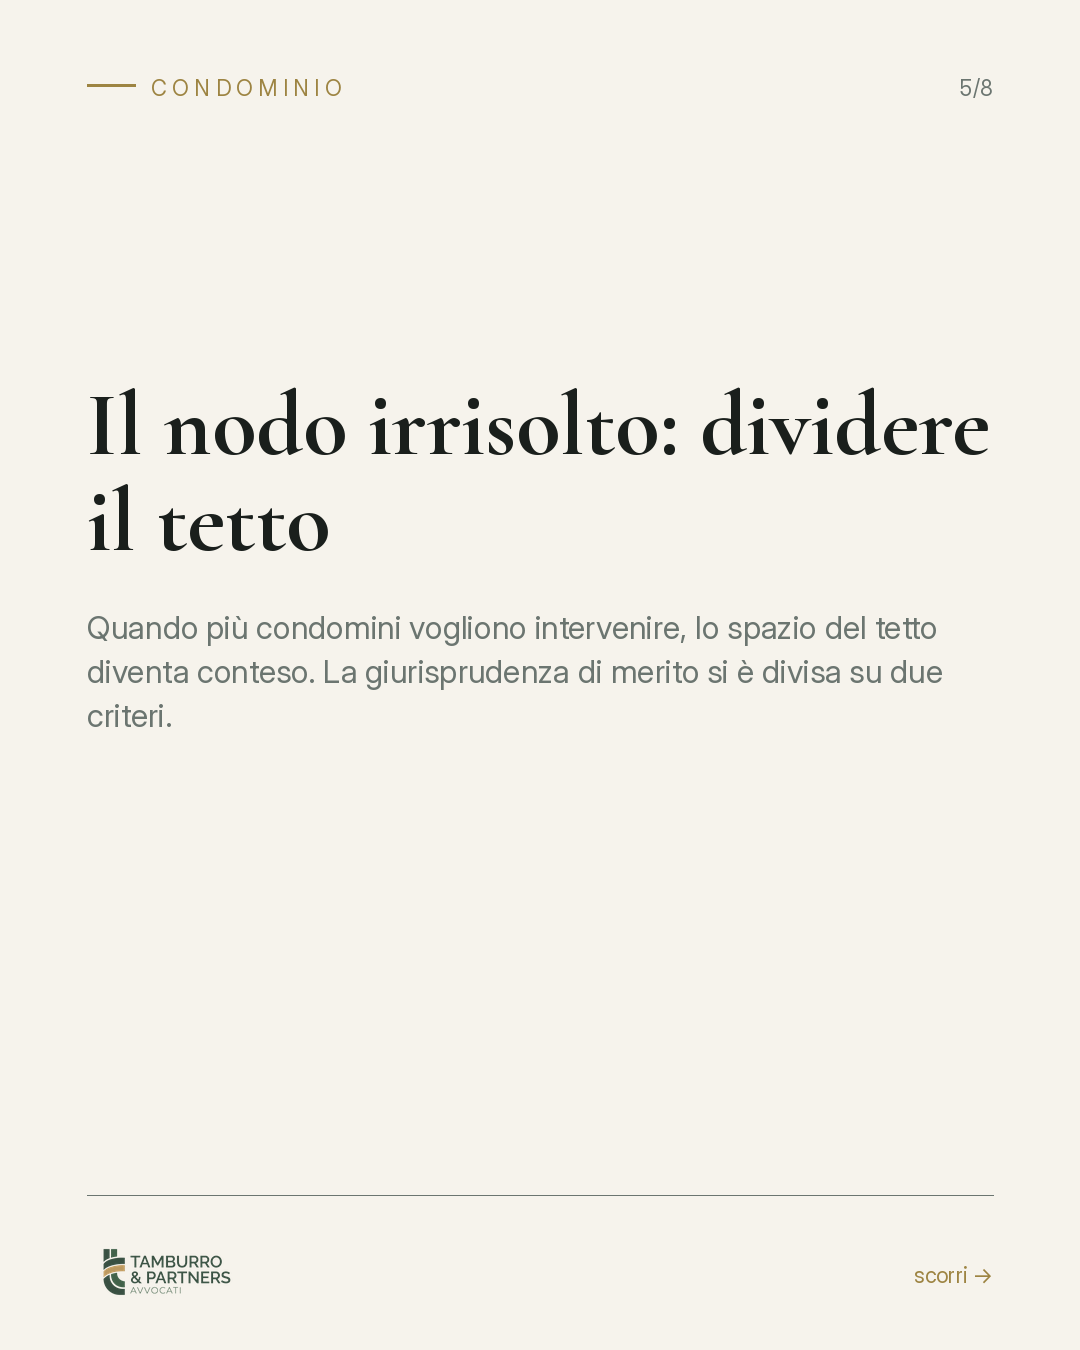 CONDOMINIO
5/8
Il nodo irrisolto: dividere
il tetto
Quando più condomini vogliono intervenire, lo spazio del tetto
diventa conteso. La giurisprudenza di merito si è divisa su due
criteri.
TAMBURRO
& PARTNERS
AVVOCATI
scorri →